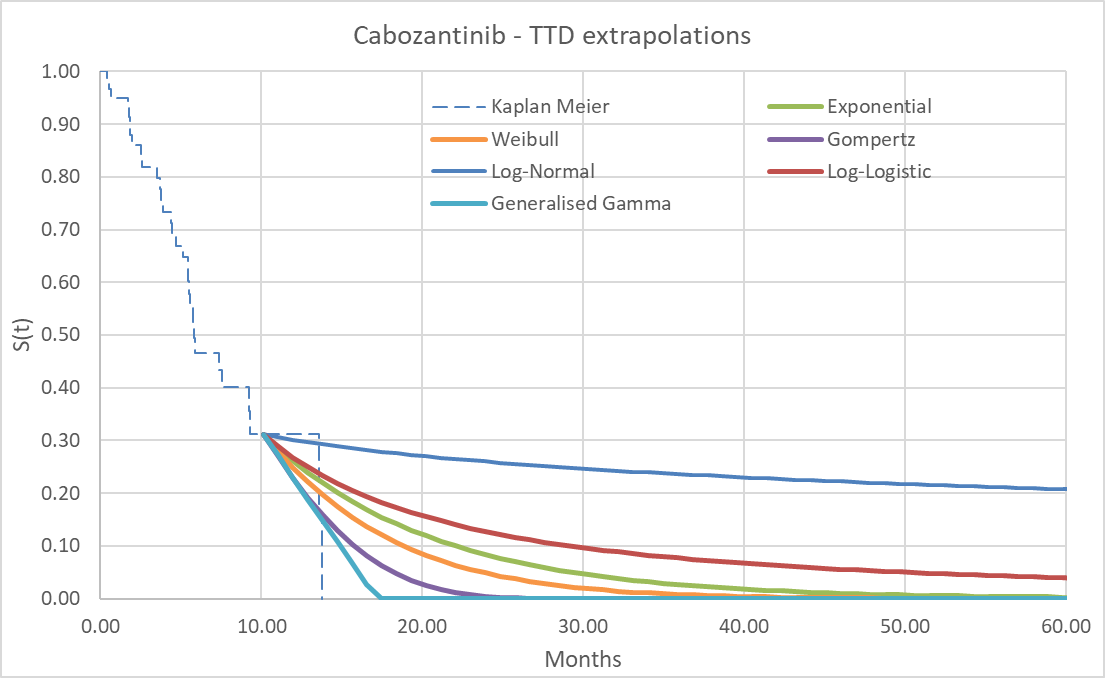 Cabozantinib - TTD extrapolations
1.00
0.90
0.80
0.70
0.60
0.50
0.40
0.30
0.20
0.10
0.00
S(t)
Kaplan Meier
Exponential
Weibull
Gompertz
Log-Normal
Log-Logistic
Generalised Gamma
0.00 10.00 20.00 30.00 40.00 50.00 60.00
Months